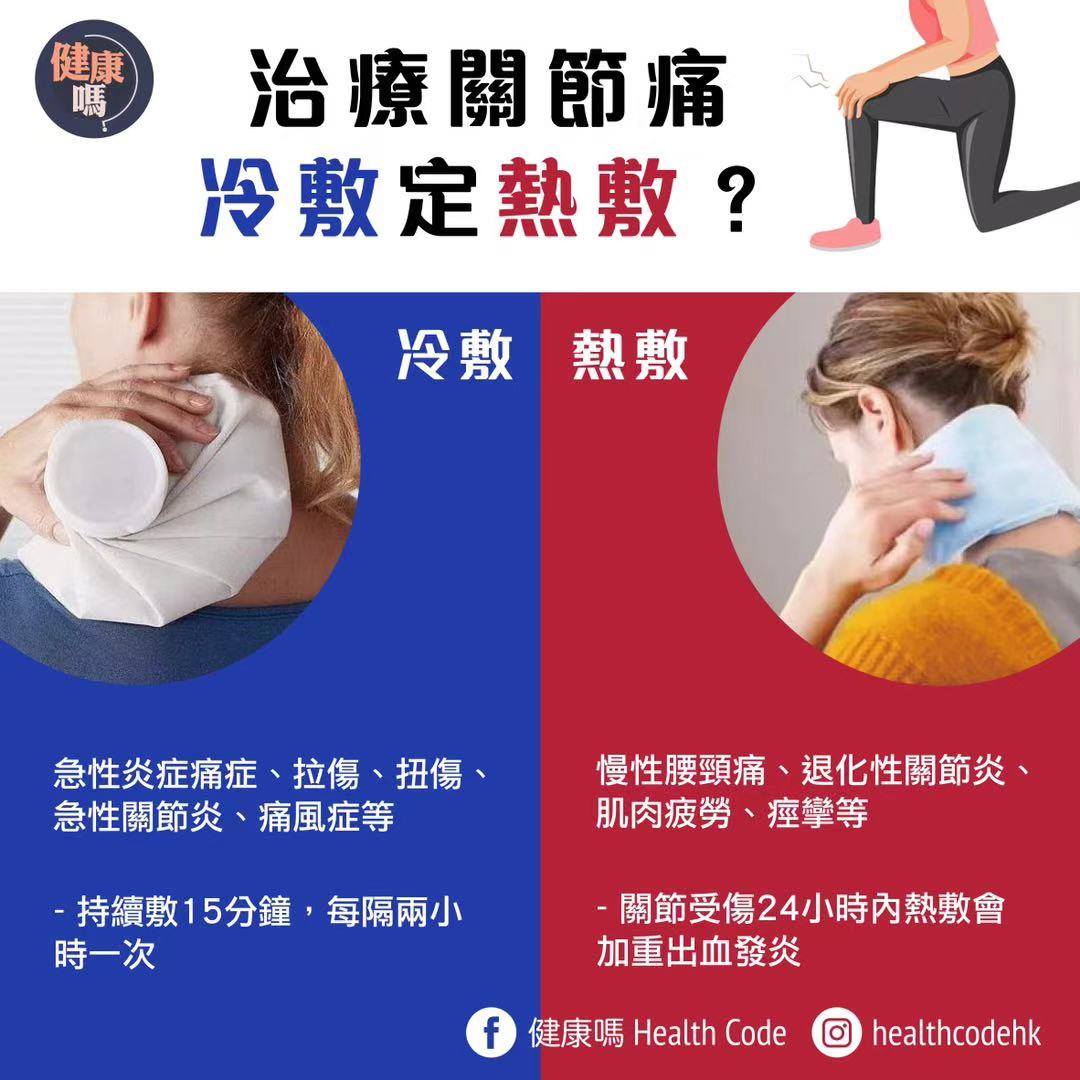 健康
嗎
治療關節痛
冷敷定熱敷？
冷敷
熱敷
急性炎症痛症、拉傷、扭傷、
急性關節炎、痛風症等
- 持續敷15分鐘，每隔兩小
時一次
慢性腰頸痛、退化性關節炎、
肌肉疲勞、痙攣等
- 關節受傷24小時內熱敷會
加重出血發炎
健康嗎 Health Code
healthcodehk